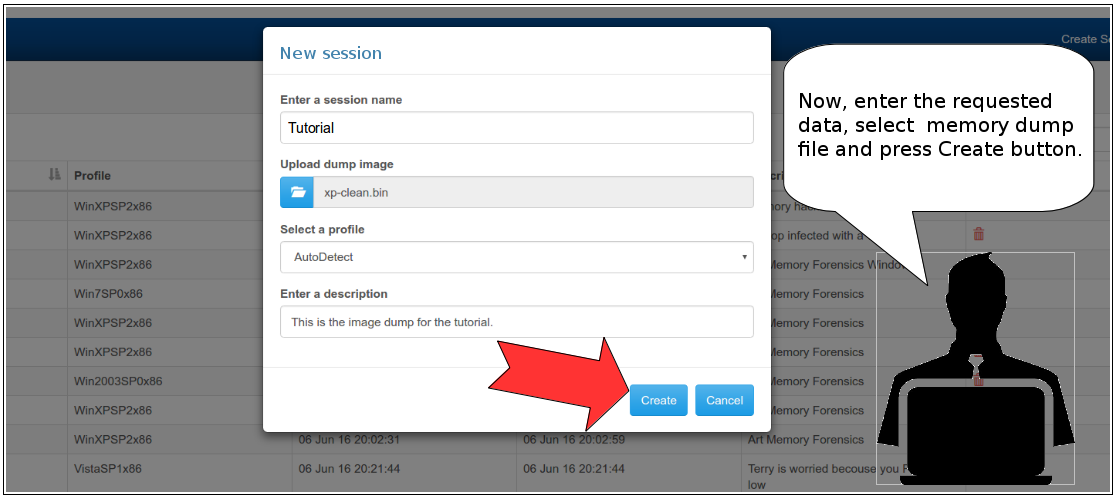 Create Se
New session
Enter a session name
Tutorial
Upload dump image
xp-clean.bin
Select a profile
AutoDetect
Enter a description
This is the image dump for the tutorial.
Create Cancel
Now, enter the requested
data, select memory dump
file and press Create button.
Profile
WinXPSP2x86
WinXPSP2x86 op infected with a
WinXPSP2x86 Memory Forensics Window
Win7SP0x86 Memory Forensics
WinXPSP2x86 Memory Forensics
WinXPSP2x86 Memory Forensics
Win2003SP0x86 Memory Forensics
WinXPSP2x86 Memory Forensics
WinXPSP2x86 06 Jun 16 20:02:31 06 Jun 16 20:02:59 Art Memory Forensics
VistaSP1x86 06 Jun 16 20:21:44 06 Jun 16 20:21:44 Terry is worried becouse you
low